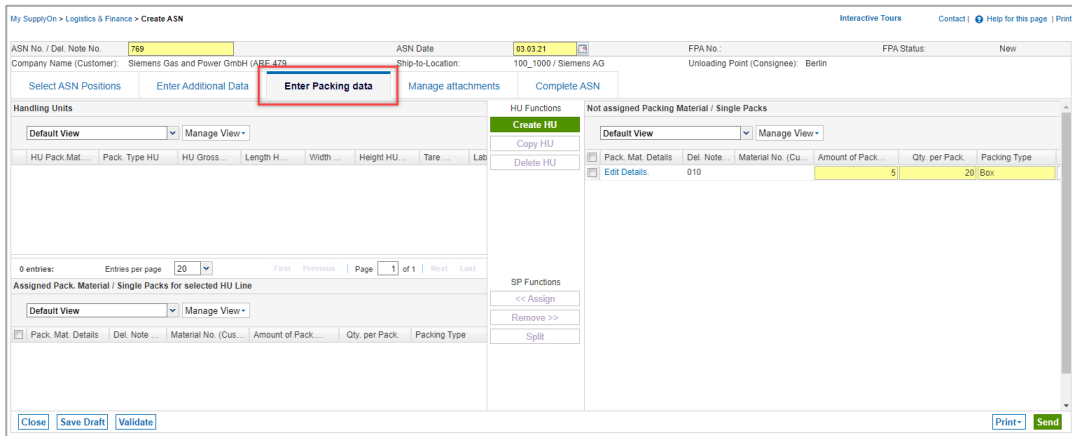 My SupplyOn > Logistics & Finance > Create ASN
Interactive Tours Contact | Help for this page | Print
ASN No. / Del. Note No. 769 ASN Date 03.03.21 FPA No.: FPA Status: New
Company Name (Customer): Siemens Gas and Power GmbH (ARE 479 Ship-to-Location: 100_1000 / Siemens AG Unloading Point (Consignee): Berlin
Select ASN Positions Enter Additional Data Enter Packing data Manage attachments Complete ASN
Handling Units HU Functions Not assigned Packing Material / Single Packs
Create HU
Default View Manage View Default View Manage View
Copy HU
HU Pack.Mat.... Pack. Type HU HU Gross... Length H... Width ... Height HU... Tare ... Lab Delete HU Pack. Mat. Details Del. Note... Material No. (Cu... Amount of Pack... Qty. per Pack. Packing Type
Edit Details. 010 5 20 Box
0 entries: Entries per page 20 First Previous | Page 1 of 1 | Next Last
Assigned Pack. Material / Single Packs for selected HU Line SP Functions
<< Assign
Default View Manage View
Remove >>
Pack. Mat. Details Del. Note ... Material No. (Cus... Amount of Pack.... Qty. per Pack. Packing Type Split
Close Save Draft Validate Print Send